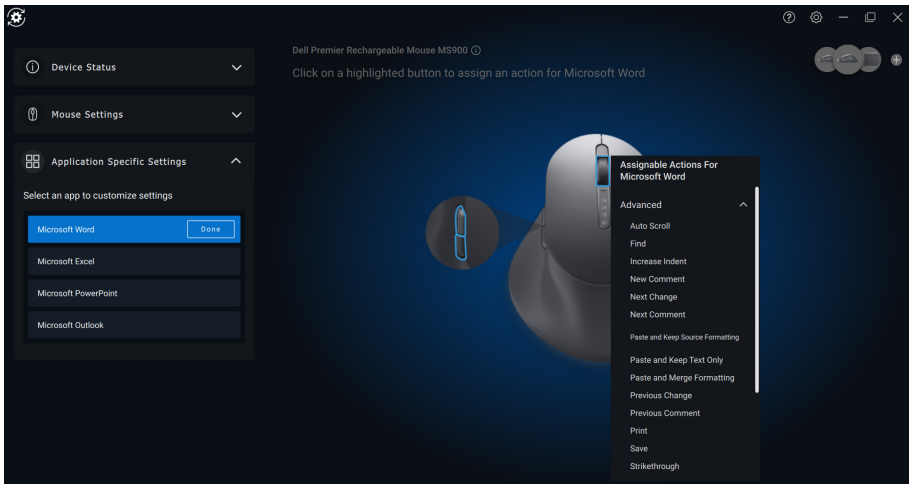 Dell Premier Rechargeable Mouse MS900
Click on a highlighted button to assign an action for Microsoft Word
Device Status
Mouse Settings
Application Specific Settings
Select an app to customize settings
Microsoft Word
Done
Microsoft Excel
Microsoft PowerPoint
Microsoft Outlook
Assignable Actions For
Microsoft Word
Advanced
Auto Scroll
Find
Increase Indent
New Comment
Next Change
Next Comment
Paste and Keep Source Formatting
Paste and Keep Text Only
Paste and Merge Formatting
Previous Change
Previous Comment
Print
Save
Strikethrough